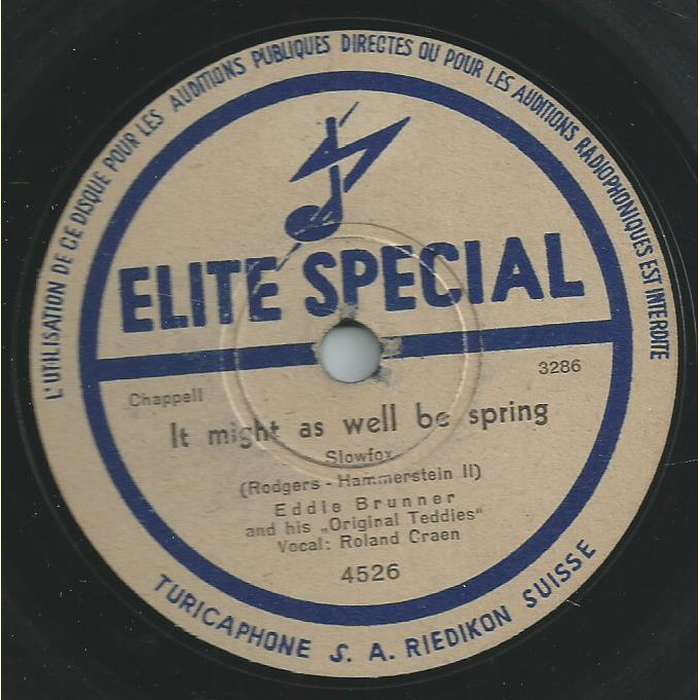 L'UTILISATION DE CE DISQUE POUR LES AUDITIONS PUBLIQUES DIRECTES OU POUR LES AUDITIONS RADIOPHONIQUES EST INTERDITE
ELITE SPECIAL
3286
Chappell
It might as well be spring
Slowfox
(Rodgers - Hammerstein II)
Eddie Brunner
and his „Original Teddies“
Vocal: Roland Craen
4526
TURICAPHONE S. A. RIEDIKON SUISSE